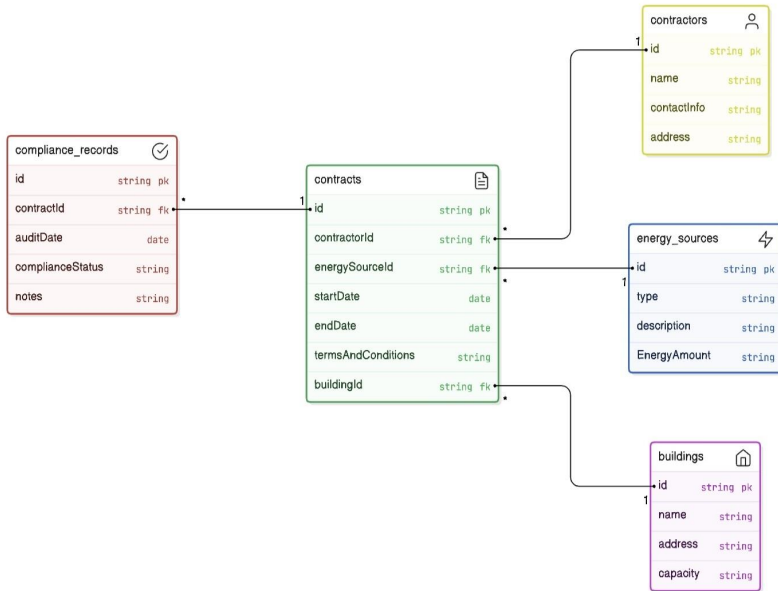 contractors
1
id string pk
name string
contactInfo string
address string
compliance_records
id string pk
*
contractId string fk
auditDate date
complianceStatus string
notes string
contracts
1
id string pk
*
contractorId string fk
energySourceId string fk
*
startDate date
endDate date
termsAndConditions string
buildingId string fk
*
energy_sources
id string pk
1
type string
description string
EnergyAmount string
buildings
id string pk
1
name string
address string
capacity string